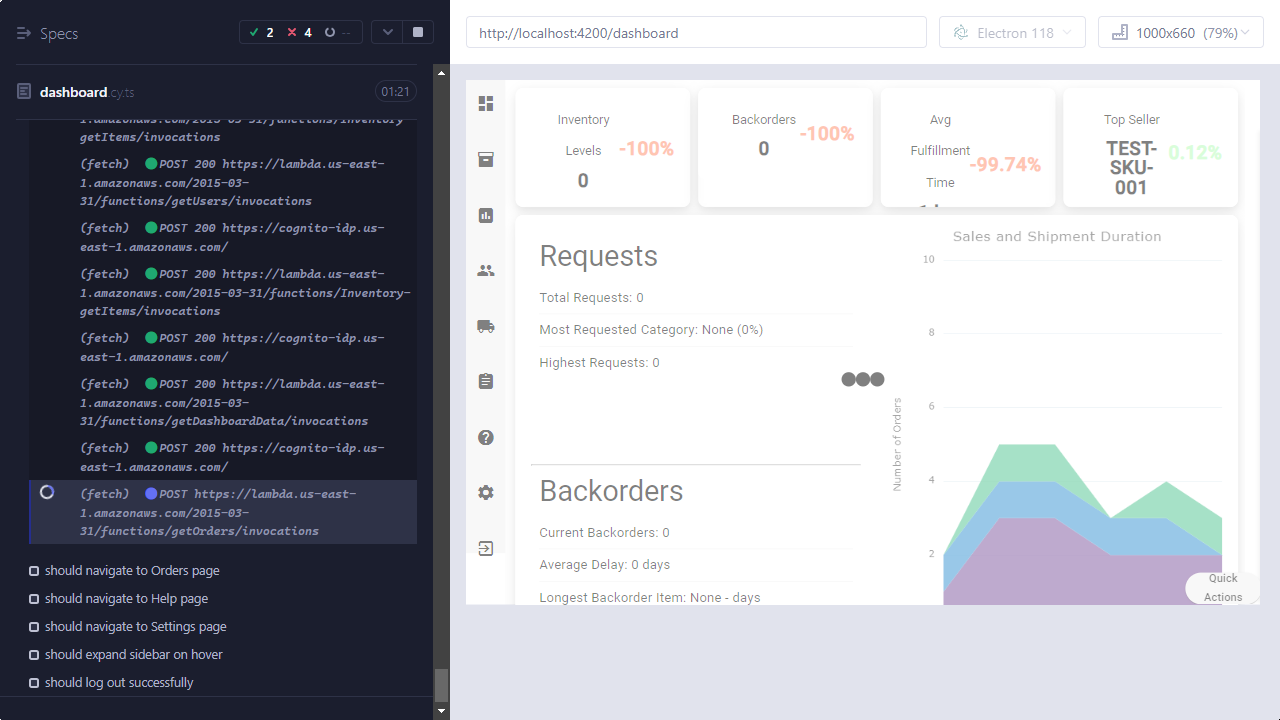 Specs
2
4
--
http://localhost:4200/dashboard
Electron 118
1000x660 (79%)
dashboard.cy.ts
01:21
1.amazonaws.com/2015-03-31/functions/Inventory-
getItems/invocations
(fetch) POST 200 https://lambda.us-east-
1.amazonaws.com/2015-03-
31/functions/getUsers/invocations
(fetch) POST 200 https://cognito-idp.us-
east-1.amazonaws.com/
(fetch) POST 200 https://lambda.us-east-
1.amazonaws.com/2015-03-31/functions/Inventory-
getItems/invocations
(fetch) POST 200 https://cognito-idp.us-
east-1.amazonaws.com/
(fetch) POST 200 https://lambda.us-east-
1.amazonaws.com/2015-03-
31/functions/getDashboardData/invocations
(fetch) POST 200 https://cognito-idp.us-
east-1.amazonaws.com/
(fetch) POST https://lambda.us-east-
1.amazonaws.com/2015-03-
31/functions/getOrders/invocations
should navigate to Orders page
should navigate to Help page
should navigate to Settings page
should expand sidebar on hover
should log out successfully
Inventory
Levels
0
-100%
Backorders
0
-100%
Avg
Fulfillment
Time
-99.74%
Top Seller
TEST-
SKU-
001
0.12%
Requests
Total Requests: 0
Most Requested Category: None (0%)
Highest Requests: 0
Backorders
Current Backorders: 0
Average Delay: 0 days
Longest Backorder Item: None - days
Sales and Shipment Duration
Number of Orders
10
8
6
4
2
Quick
Actions